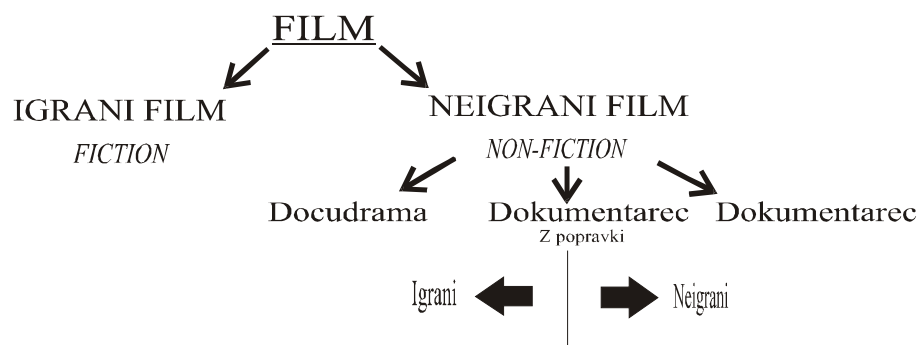 FILM
IGRANI FILM
NEIGRANI FILM
FICTION
NON-FICTION
Docudrama
Dokumentarec
Dokumentarec
Z popravki
Igrani
Neigrani